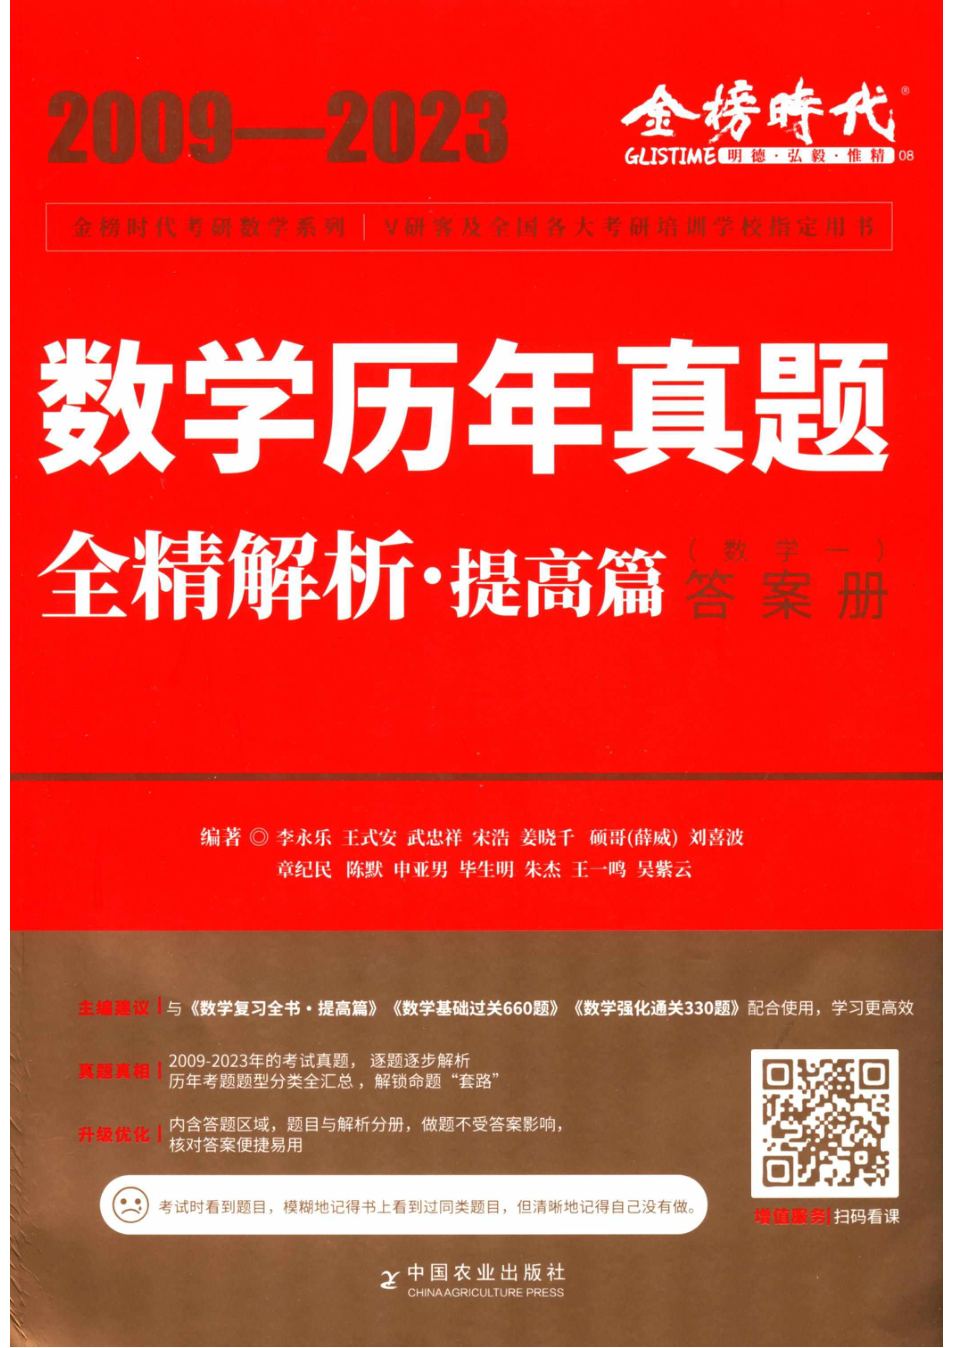 2009—2023
金榜時代®
GLISTIME 明德·弘毅·惟精 08
金榜时代考研数学系列 | V研客及全国各大考研培训学校指定用书
数学历年真题
全精解析·提高篇
(数学一)
答案册
编著 ◎ 李永乐 王式安 武忠祥 宋浩 姜晓千 硕哥(薛威) 刘喜波
章纪民 陈默 申亚男 毕生明 朱杰 王一鸣 吴紫云
主编建议 | 与《数学复习全书·提高篇》《数学基础过关660题》《数学强化通关330题》配合使用，学习更高效
真题真相 | 2009-2023年的考试真题， 逐题逐步解析
历年考题题型分类全汇总，解锁命题“套路”
升级优化 | 内含答题区域，题目与解析分册，做题不受答案影响，
核对答案便捷易用
考试时看到题目，模糊地记得书上看到过同类题目，但清晰地记得自己没有做。
增值服务 | 扫码看课
中国农业出版社
CHINA AGRICULTURE PRESS